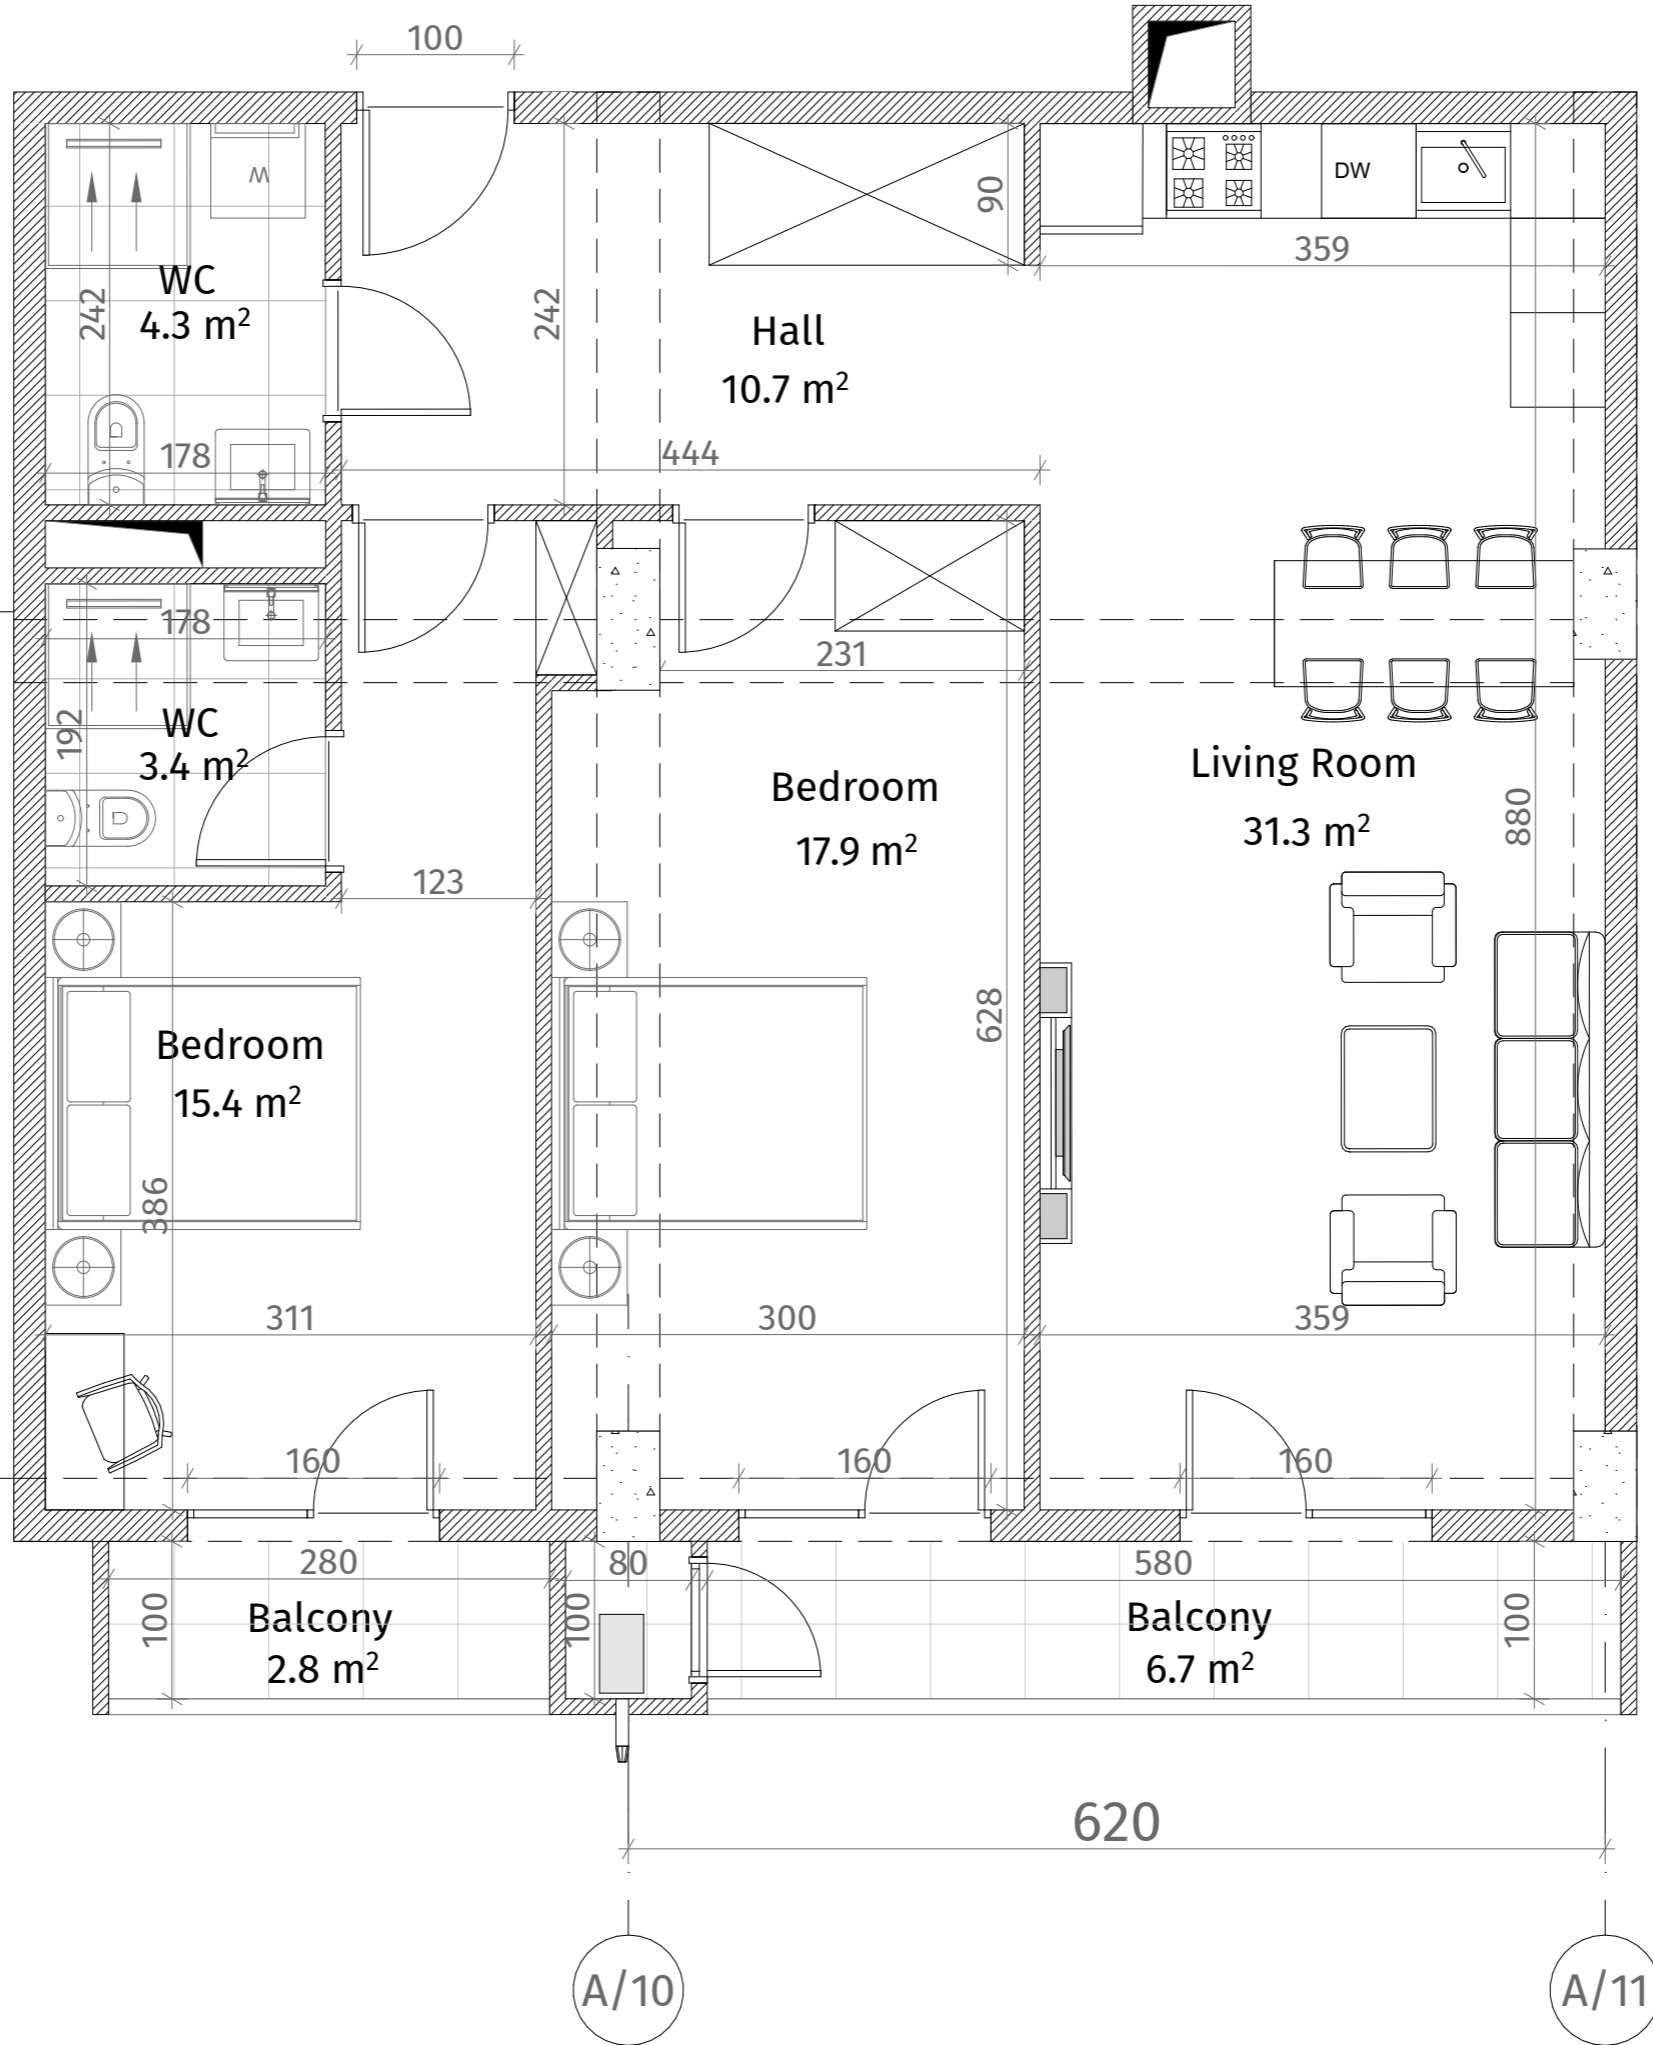 100
W
DW
90
359
WC
4.3 m²
242
242
Hall
10.7 m²
178
444
178
231
WC
3.4 m²
192
Bedroom
17.9 m²
Living Room
31.3 m²
880
123
628
Bedroom
15.4 m²
386
311
300
359
160
160
160
280
80
580
100
100
100
Balcony
2.8 m²
Balcony
6.7 m²
620
A/10
A/11